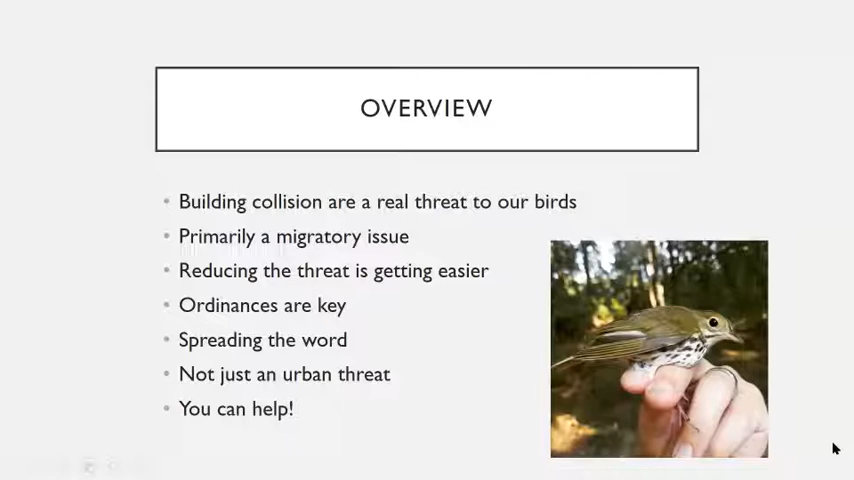 OVERVIEW
• Building collision are a real threat to our birds
• Primarily a migratory issue
• Reducing the threat is getting easier
• Ordinances are key
• Spreading the word
• Not just an urban threat
• You can help!